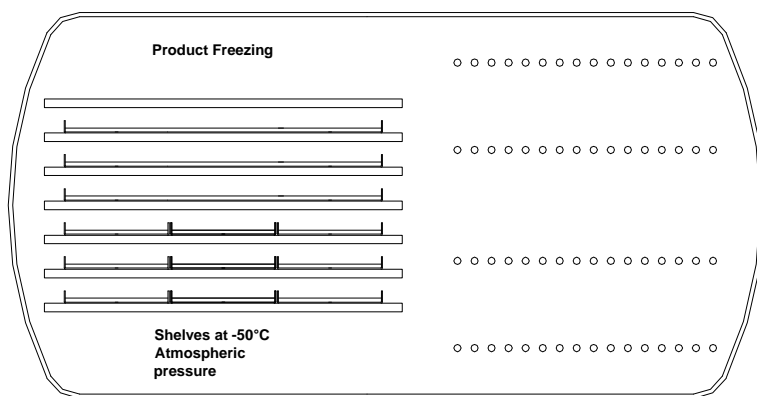 Product Freezing
Shelves at -50°C
Atmospheric
pressure